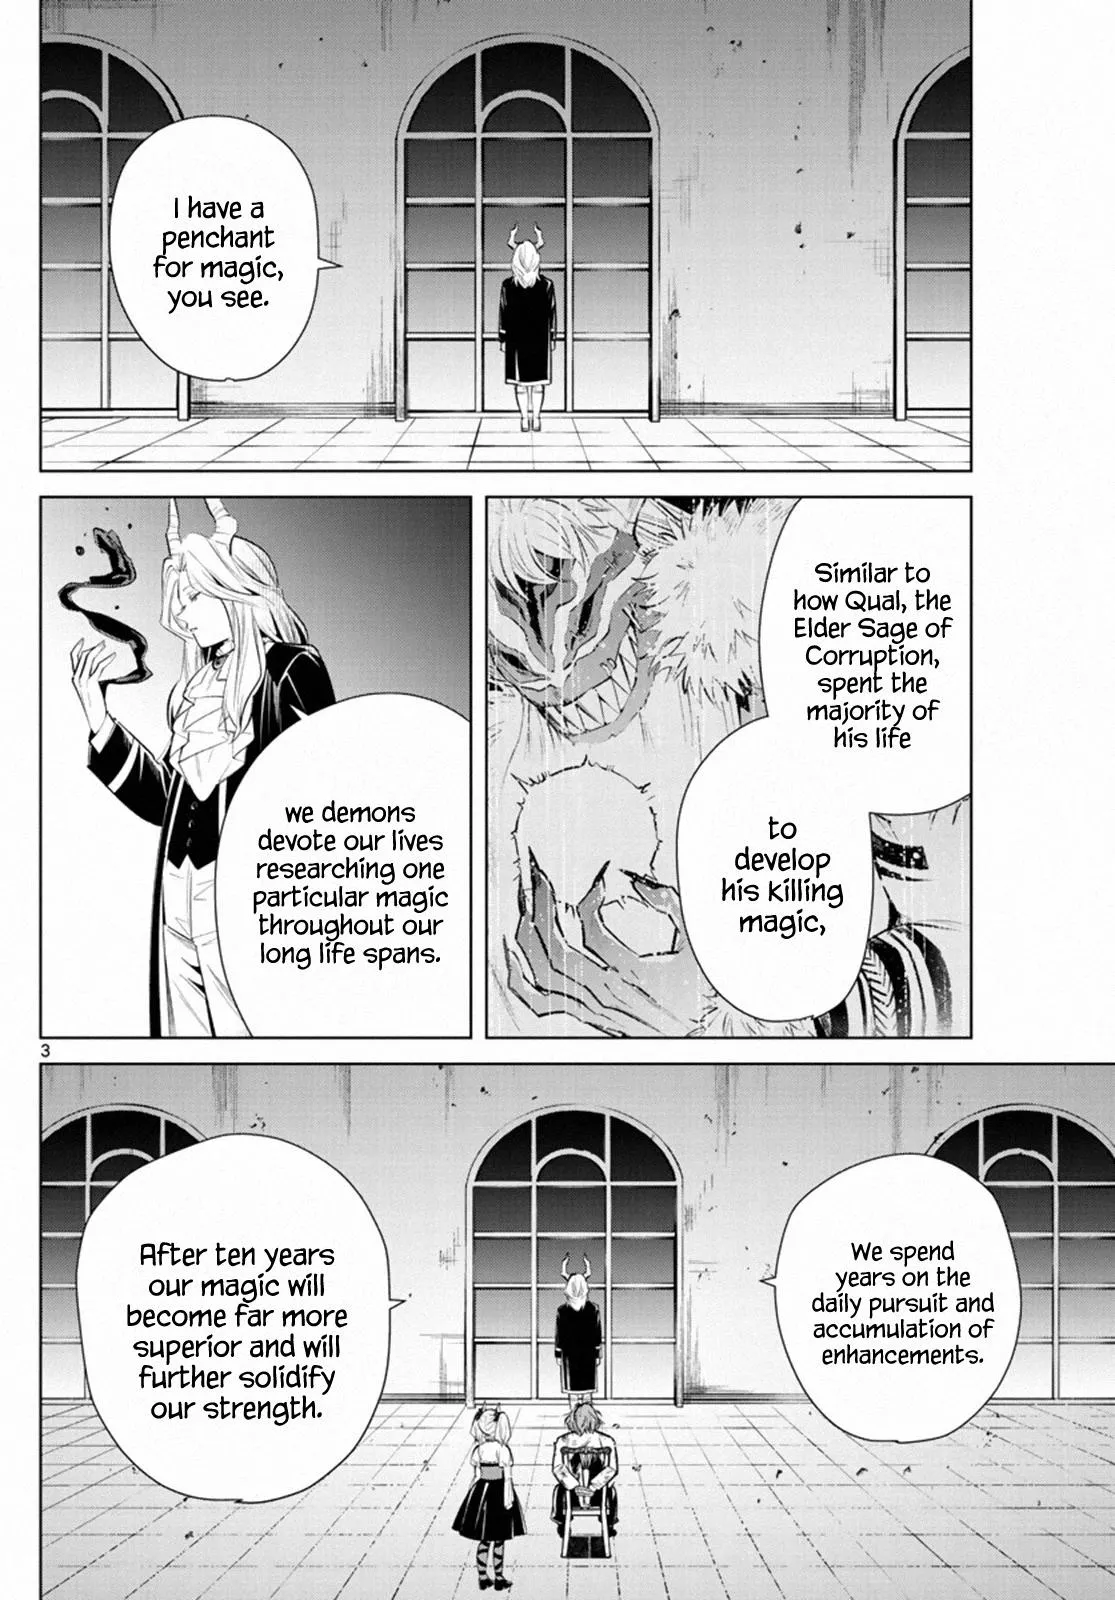 I have a
penchant
for magic,
you see.
Similar to
how Qual, the
Elder Sage of
Corruption,
spent the
majority of
his life
to
develop
his killing
magic,
we demons
devote our lives
researching one
particular magic
throughout our
long life spans.
3
We spend
years on the
daily pursuit and
accumulation of
enhancements.
After ten years
our magic will
become far more
superior and will
further solidify
our strength.